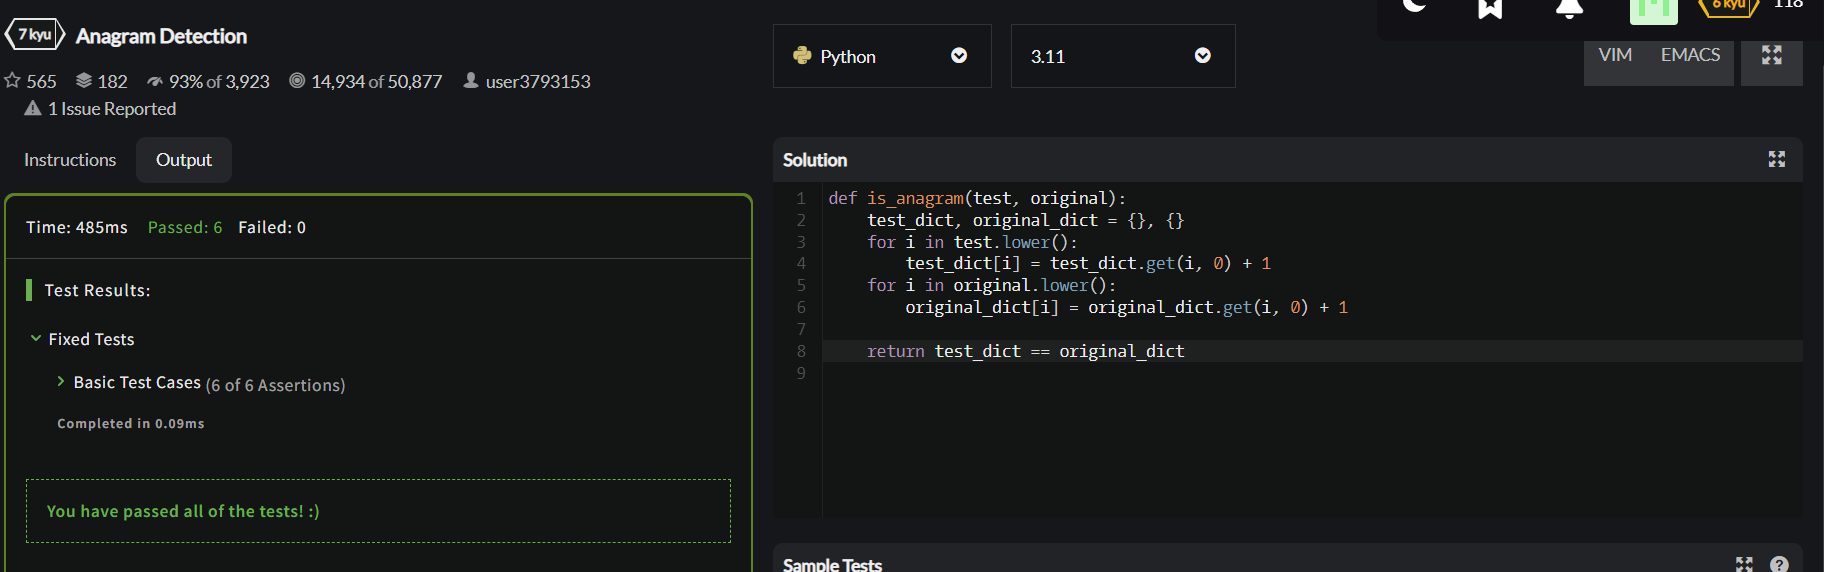 7 kyu Anagram Detection
565 182 93% of 3,923 14,934 of 50,877 user3793153
1 Issue Reported
Instructions Output
Time: 485ms Passed: 6 Failed: 0
Test Results:
Fixed Tests
Basic Test Cases (6 of 6 Assertions)
Completed in 0.09ms
You have passed all of the tests! :)
6 kyu 118
Python 3.11 VIM EMACS
Solution
1 def is_anagram(test, original):
2     test_dict, original_dict = {}, {}
3     for i in test.lower():
4         test_dict[i] = test_dict.get(i, 0) + 1
5     for i in original.lower():
6         original_dict[i] = original_dict.get(i, 0) + 1
7
8     return test_dict == original_dict
9
Sample Tests ?